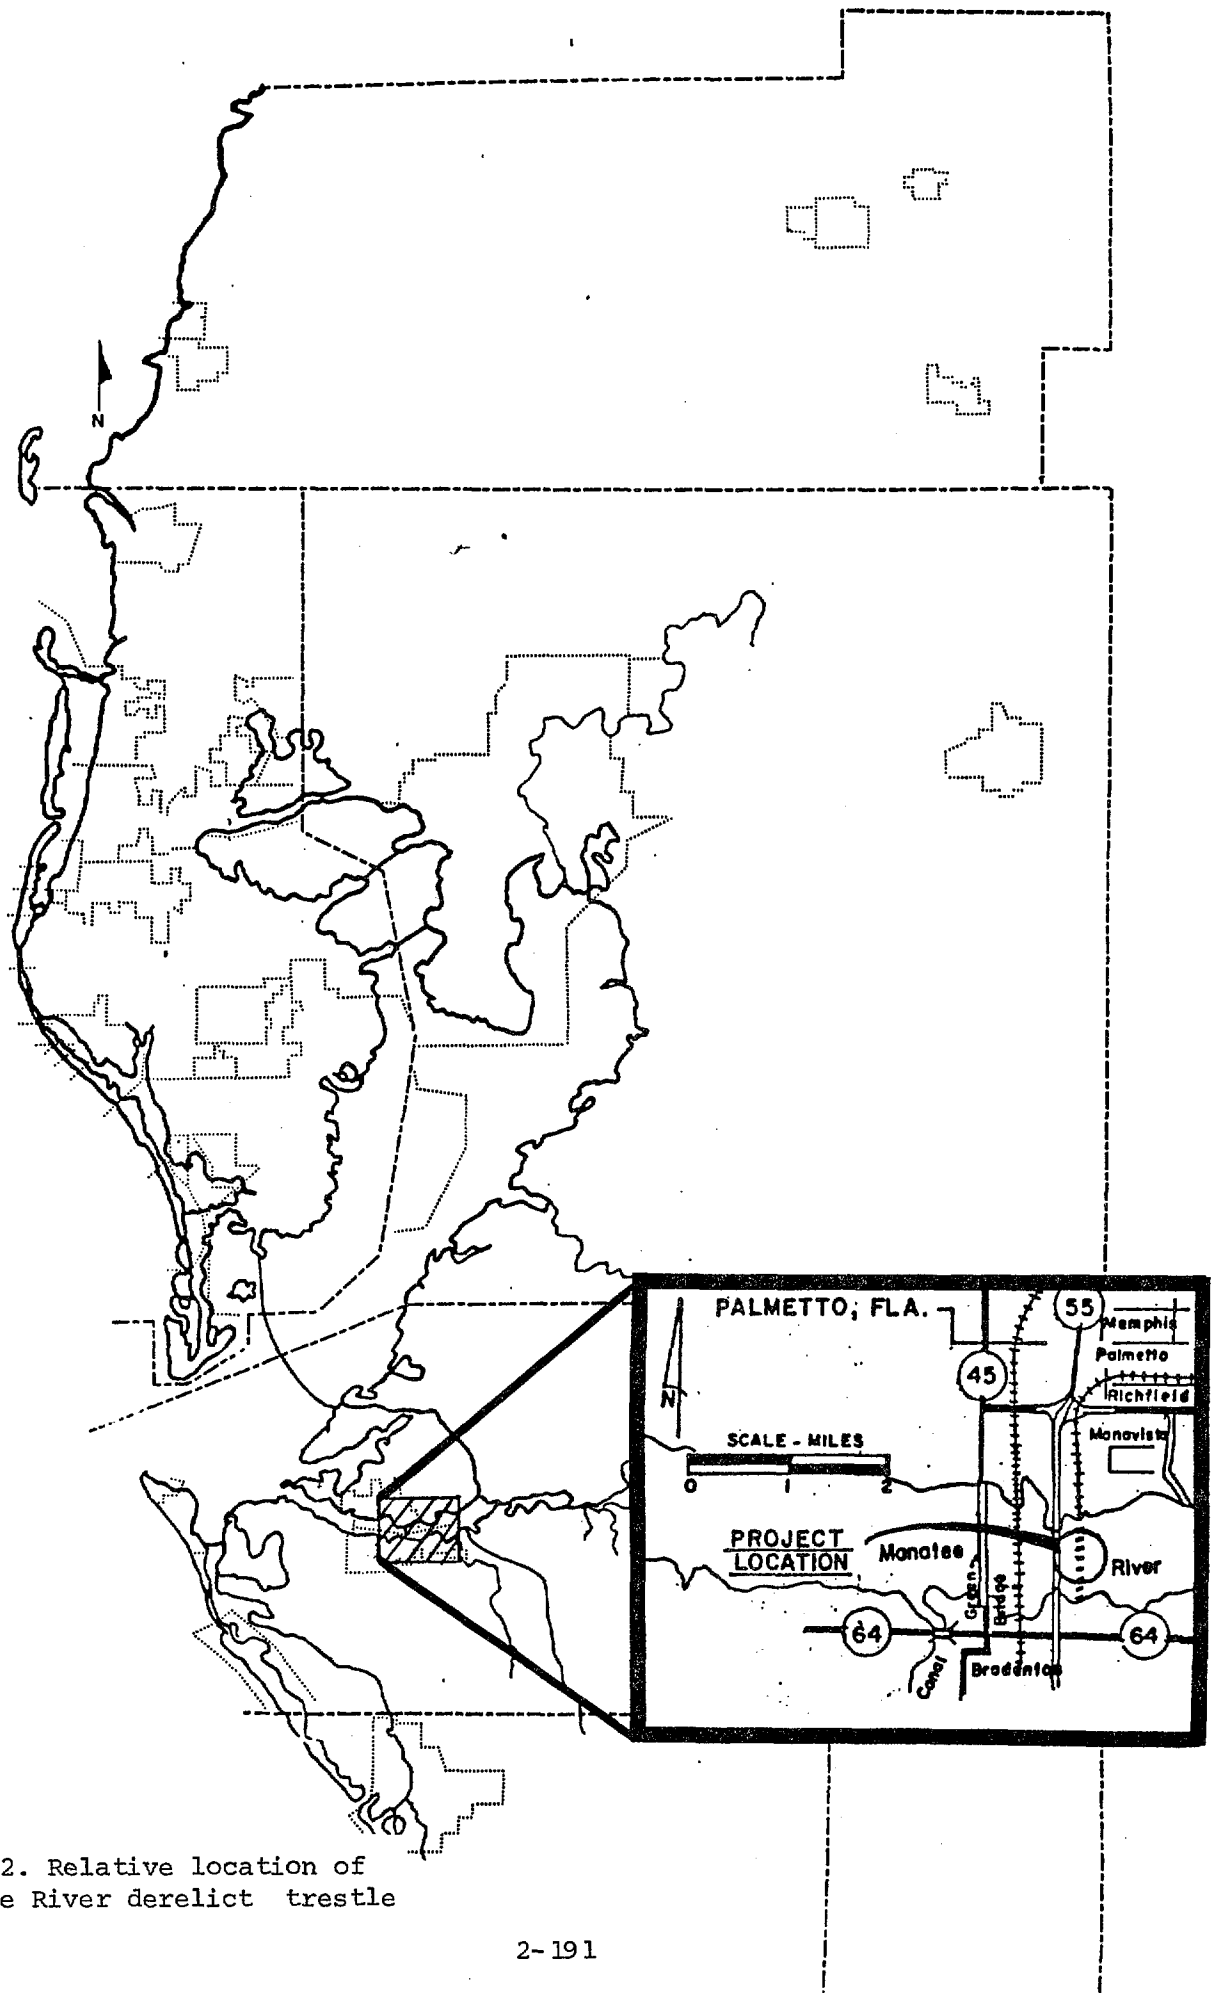 N
PALMETTO, FLA.
55
Memphis
Palmetto
45
Richfield
N
SCALE - MILES
Manavista
0 1 2
PROJECT
LOCATION
Manatee
River
Green
Bridge
64
64
Canal
Bradenton
2. Relative location of
e River derelict trestle
2-191